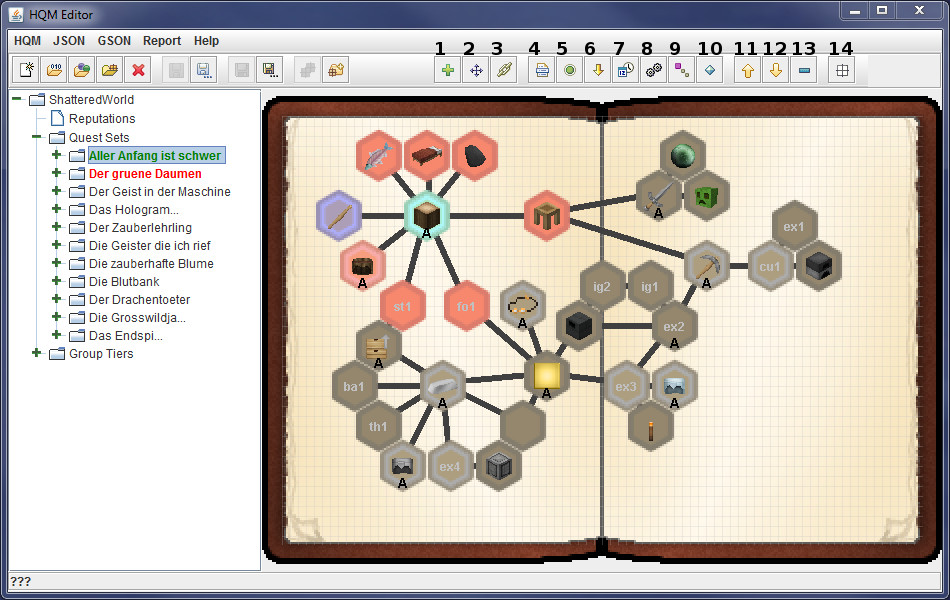 HQM Editor
HQM JSON GSON Report Help
1 2 3 4 5 6 7 8 9 10 11 12 13 14
ShatteredWorld
Reputations
Quest Sets
Aller Anfang ist schwer
Der gruene Daumen
Der Geist in der Maschine
Das Hologram...
Der Zauberlehrling
Die Geister die ich rief
Die zauberhafte Blume
Die Blutbank
Der Drachentoeter
Die Grosswildja...
Das Endspi...
Group Tiers
A
A
ex1
A
A
cu1
A
ig2
ig1
st1
fo1
A
ex2
A
A
ba1
A
A
ex3
A
th1
A
ex4
???